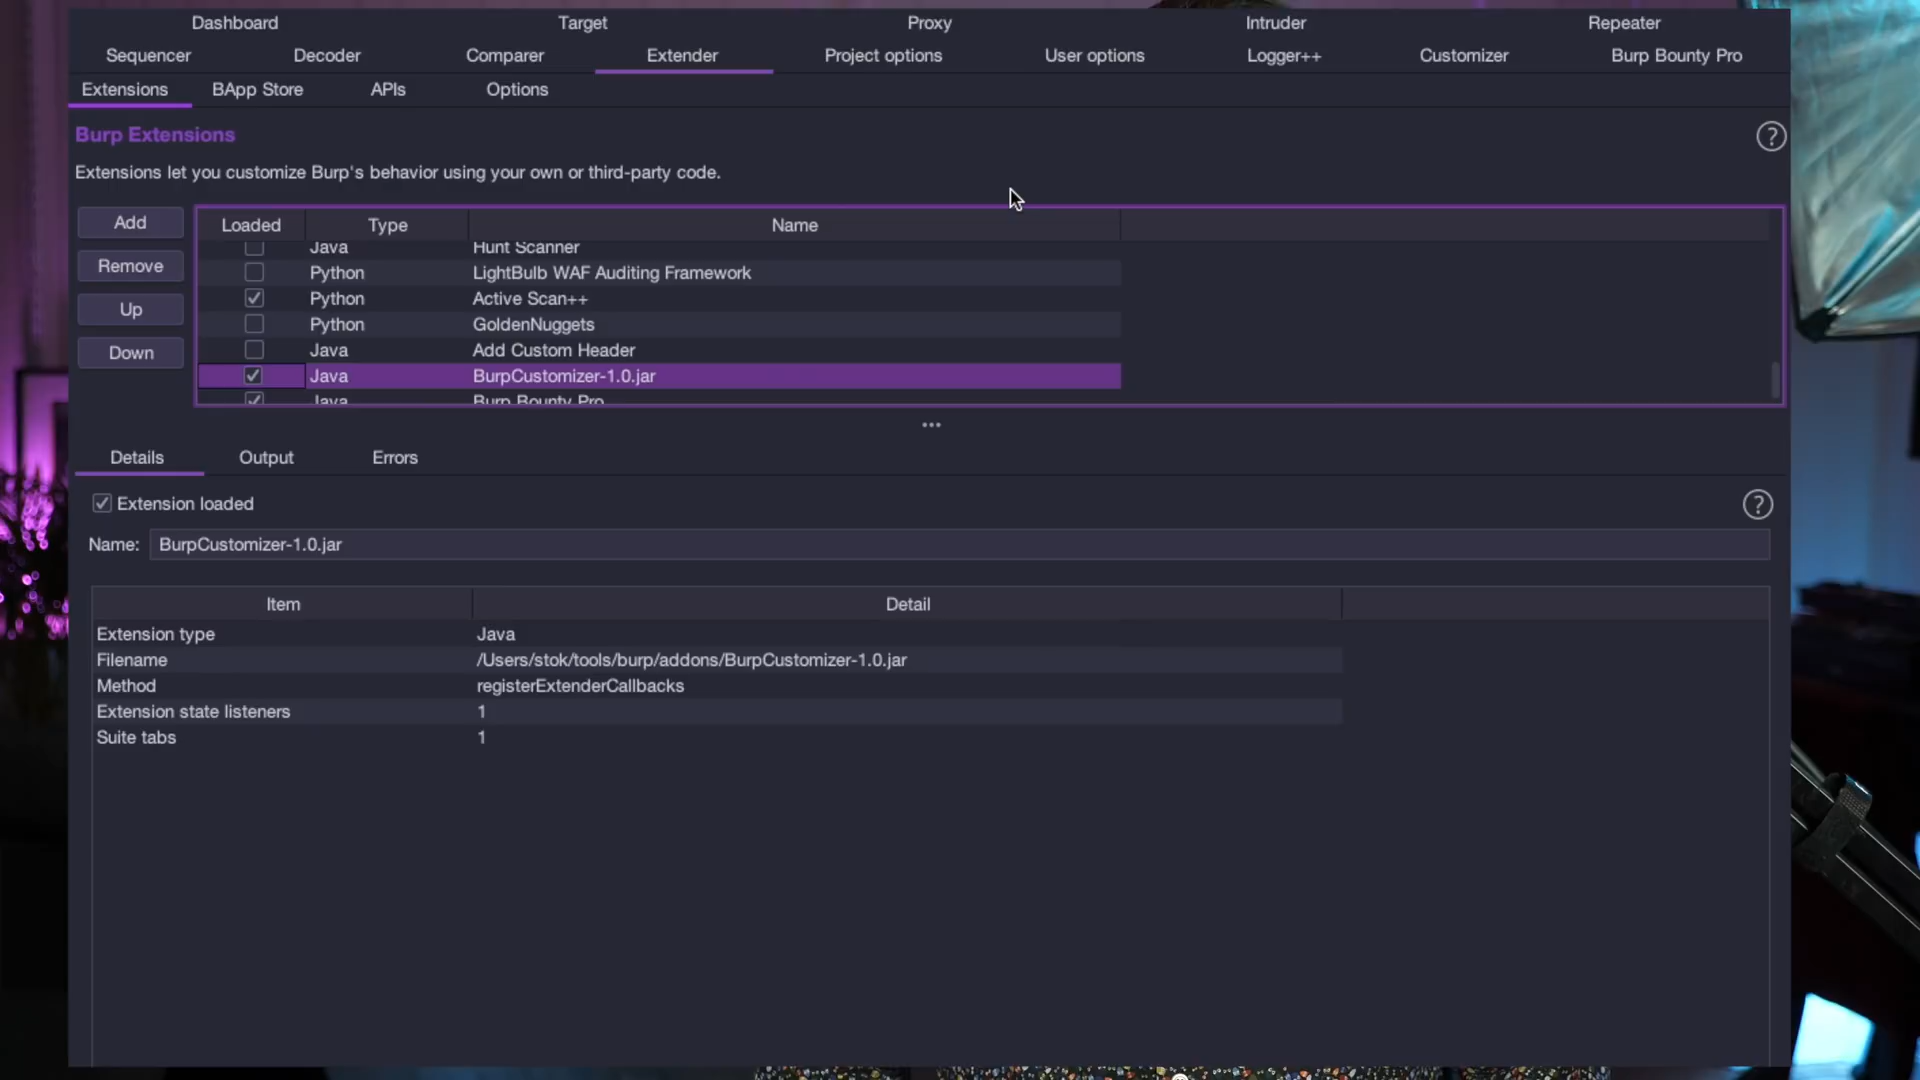 Dashboard Target Proxy Intruder Repeater
Sequencer Decoder Comparer Extender Project options User options Logger++ Customizer Burp Bounty Pro
Extensions BApp Store APIs Options
Burp Extensions
?
Extensions let you customize Burp's behavior using your own or third-party code.
Add
Remove
Up
Down
Loaded Type Name
Java Hunt Scanner
Python LightBulb WAF Auditing Framework
Python Active Scan++
Python GoldenNuggets
Java Add Custom Header
Java BurpCustomizer-1.0.jar
Java Burp Bounty Pro
Details Output Errors
Extension loaded
?
Name: BurpCustomizer-1.0.jar
Item Detail
Extension type Java
Filename /Users/stok/tools/burp/addons/BurpCustomizer-1.0.jar
Method registerExtenderCallbacks
Extension state listeners 1
Suite tabs 1